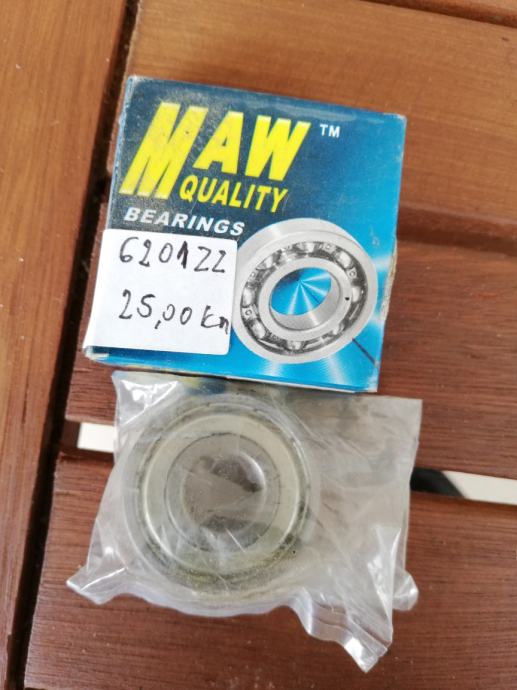 MAW™
QUALITY
BEARINGS
6201ZZ
25,00 kn